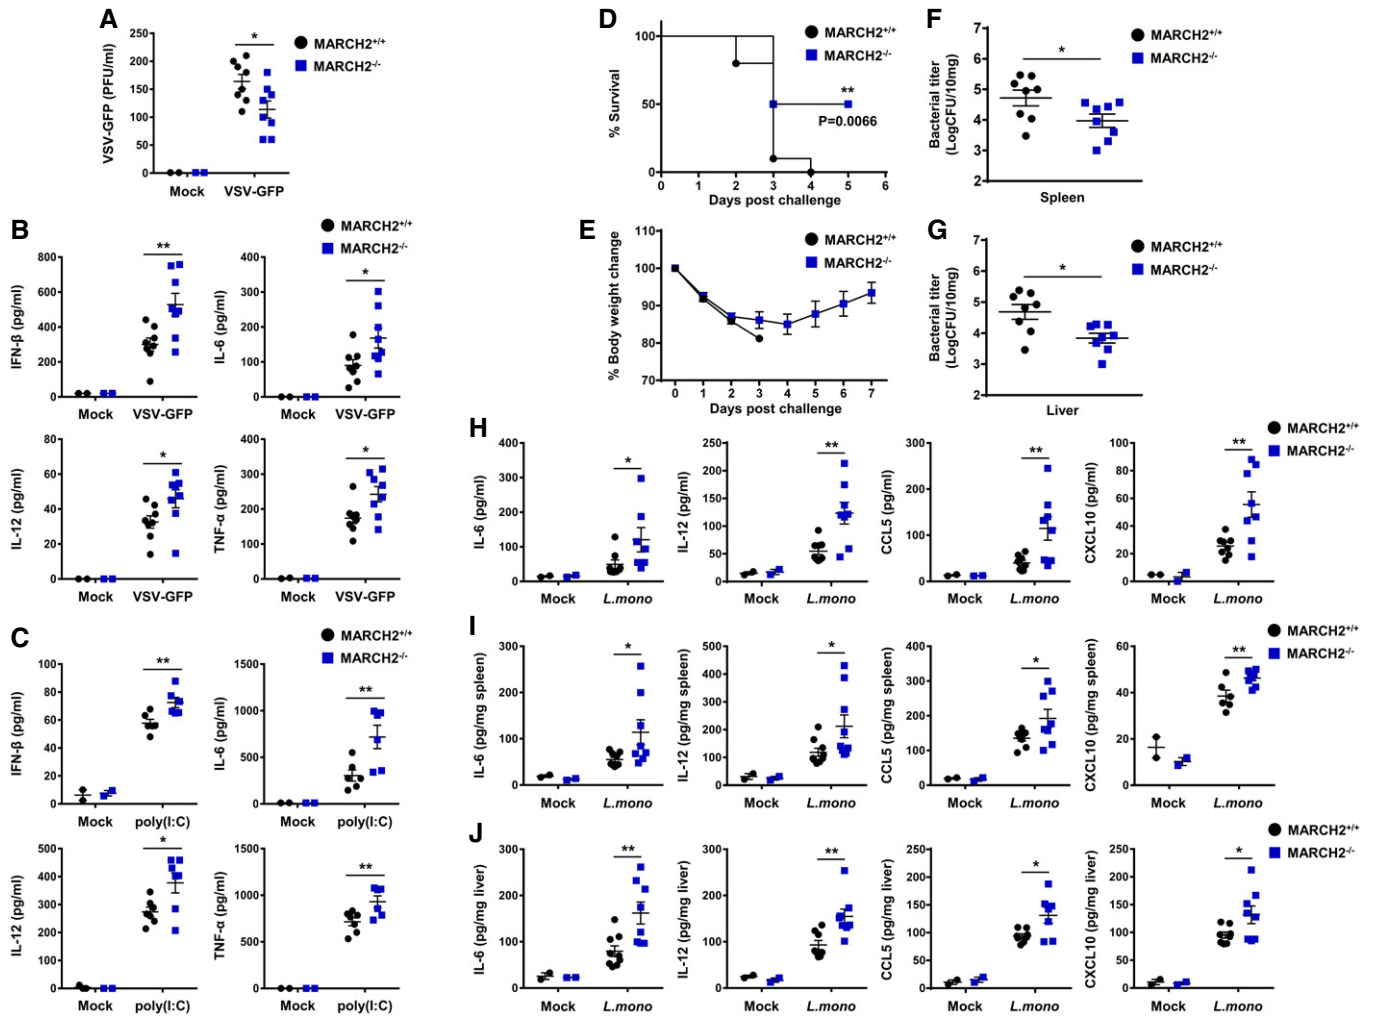 A
VSV-GFP (PFU/ml)
250
200
150
100
50
0
*
Mock
VSV-GFP
MARCH2+/+
MARCH2-/-
B
MARCH2+/+
MARCH2-/-
IFN-β (pg/ml)
800
600
400
200
0
**
Mock
VSV-GFP
IL-6 (pg/ml)
400
300
200
100
0
*
Mock
VSV-GFP
IL-12 (pg/ml)
80
60
40
20
0
*
Mock
VSV-GFP
TNF-α (pg/ml)
400
300
200
100
0
*
Mock
VSV-GFP
C
MARCH2+/+
MARCH2-/-
IFN-β (pg/ml)
100
80
60
40
20
0
**
Mock
poly(I:C)
IL-6 (pg/ml)
1500
1000
500
0
**
Mock
poly(I:C)
IL-12 (pg/ml)
500
400
300
200
100
0
*
Mock
poly(I:C)
TNF-α (pg/ml)
1500
1000
500
0
**
Mock
poly(I:C)
D
% Survival
100
50
0
MARCH2+/+
MARCH2-/-
**
P=0.0066
0 1 2 3 4 5 6
Days post challenge
E
% Body weight change
110
100
90
80
70
MARCH2+/+
MARCH2-/-
0 1 2 3 4 5 6 7
Days post challenge
F
Bacterial titer
(LogCFU/10mg)
7
6
5
4
3
2
*
Spleen
MARCH2+/+
MARCH2-/-
G
Bacterial titer
(LogCFU/10mg)
7
6
5
4
3
2
*
Liver
MARCH2+/+
MARCH2-/-
H
MARCH2+/+
MARCH2-/-
IL-6 (pg/ml)
400
300
200
100
0
*
Mock
L.mono
IL-12 (pg/ml)
250
200
150
100
50
0
**
Mock
L.mono
CCL5 (pg/ml)
300
200
100
0
**
Mock
L.mono
CXCL10 (pg/ml)
100
80
60
40
20
0
**
Mock
L.mono
I
MARCH2+/+
MARCH2-/-
IL-6 (pg/mg spleen)
300
200
100
0
*
Mock
L.mono
IL-12 (pg/mg spleen)
500
400
300
200
100
0
*
Mock
L.mono
CCL5 (pg/mg spleen)
400
300
200
100
0
*
Mock
L.mono
CXCL10 (pg/mg spleen)
60
40
20
0
**
Mock
L.mono
J
MARCH2+/+
MARCH2-/-
IL-6 (pg/mg liver)
300
200
100
0
**
Mock
L.mono
IL-12 (pg/mg liver)
300
200
100
0
**
Mock
L.mono
CCL5 (pg/mg liver)
250
200
150
100
50
0
*
Mock
L.mono
CXCL10 (pg/mg liver)
250
200
150
100
50
0
*
Mock
L.mono